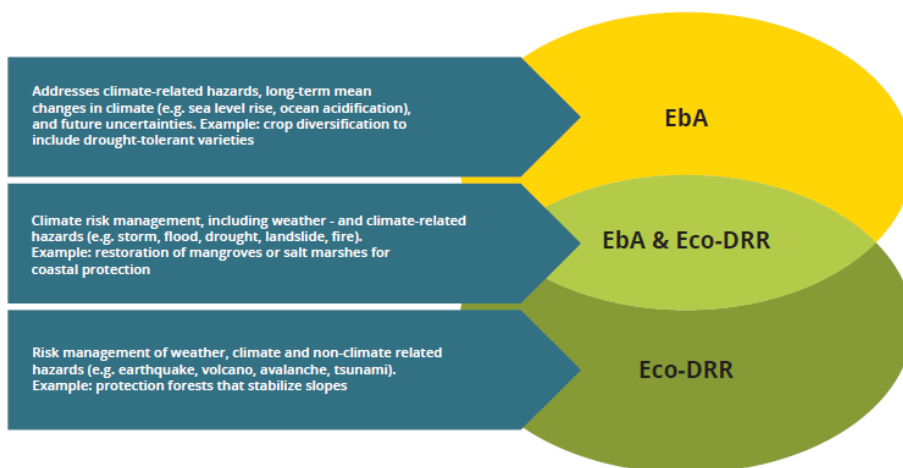 Addresses climate-related hazards, long-term mean
changes in climate (e.g. sea level rise, ocean acidification),
and future uncertainties. Example: crop diversification to
include drought-tolerant varieties
EbA
Climate risk management, including weather - and climate-related
hazards (e.g. storm, flood, drought, landslide, fire).
Example: restoration of mangroves or salt marshes for
coastal protection
EbA & Eco-DRR
Risk management of weather, climate and non-climate related
hazards (e.g. earthquake, volcano, avalanche, tsunami).
Example: protection forests that stabilize slopes
Eco-DRR